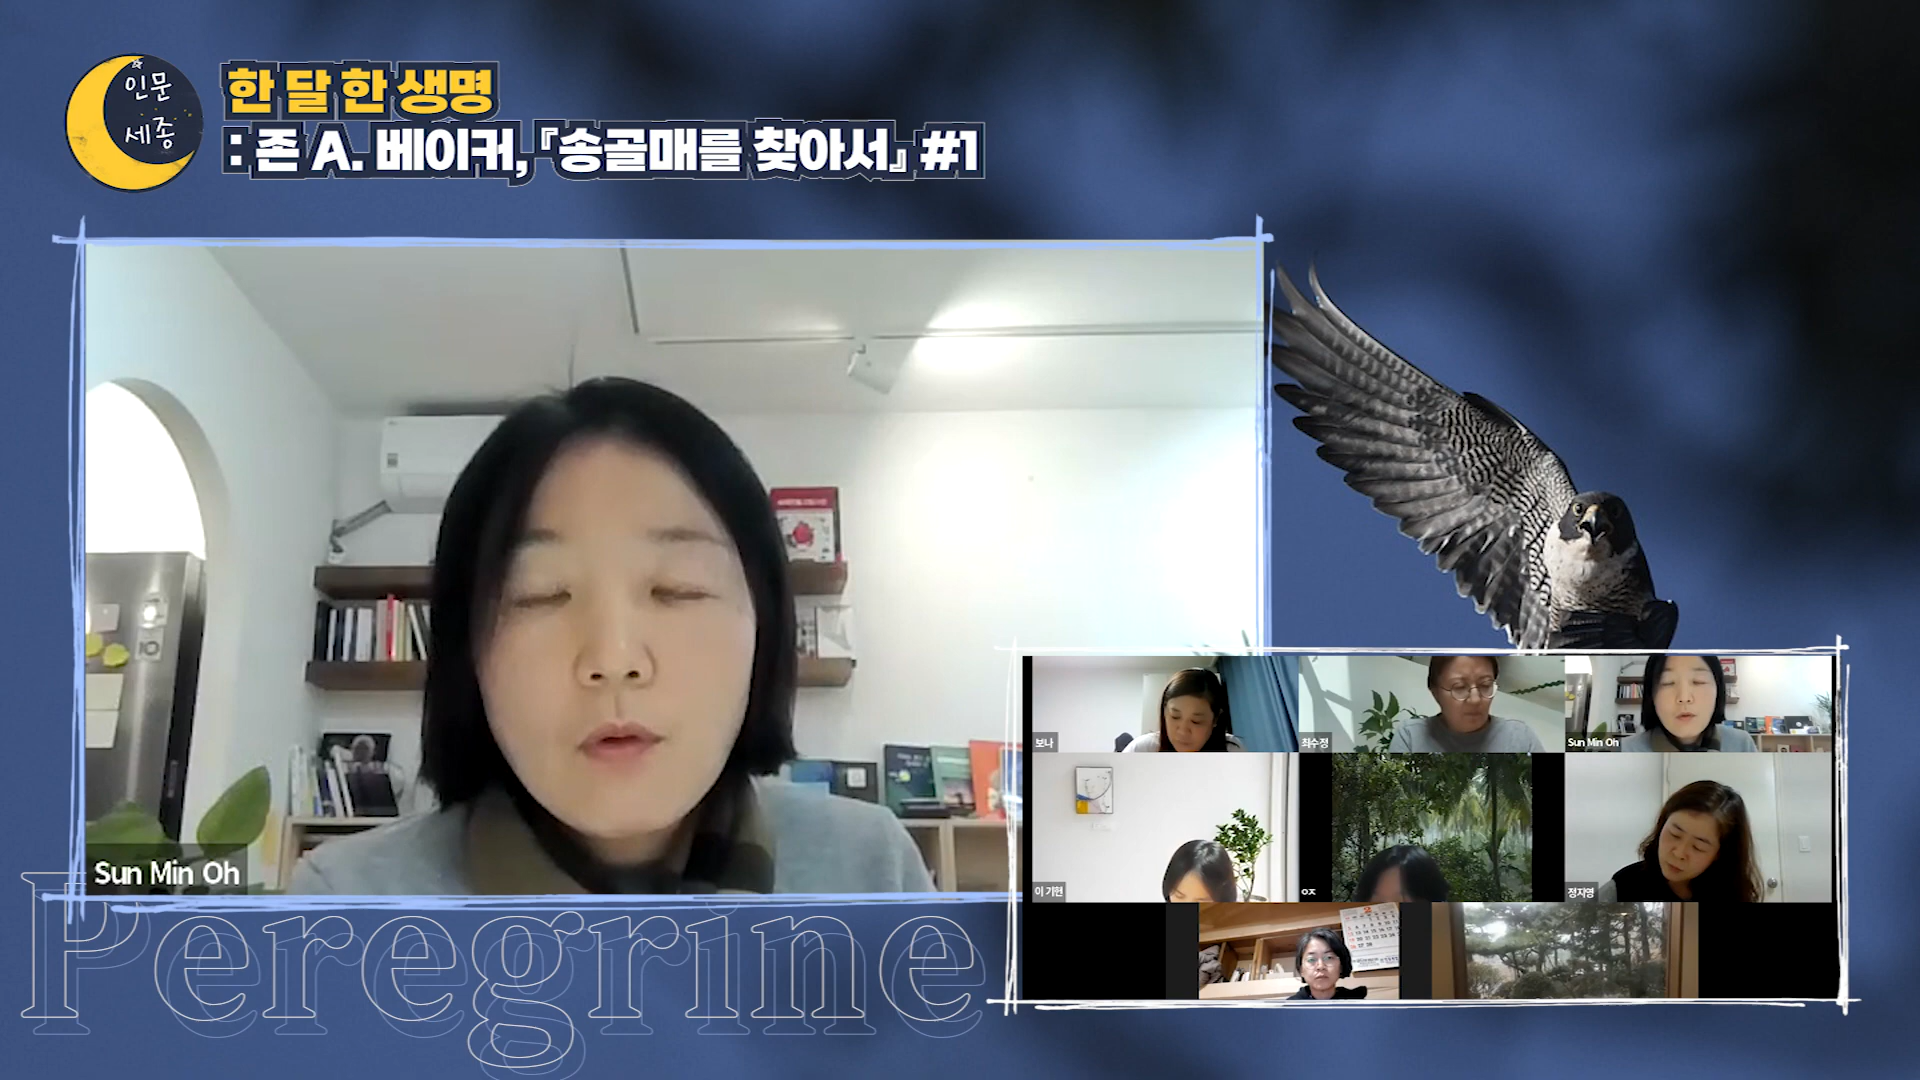 인문
세종
한 달 한 생명
: 존 A. 베이커, 『송골매를 찾아서』 #1
Sun Min Oh
보나
최수정
Sun Min Oh
이 기헌
ㅇㅈ
정지영
Peregrine